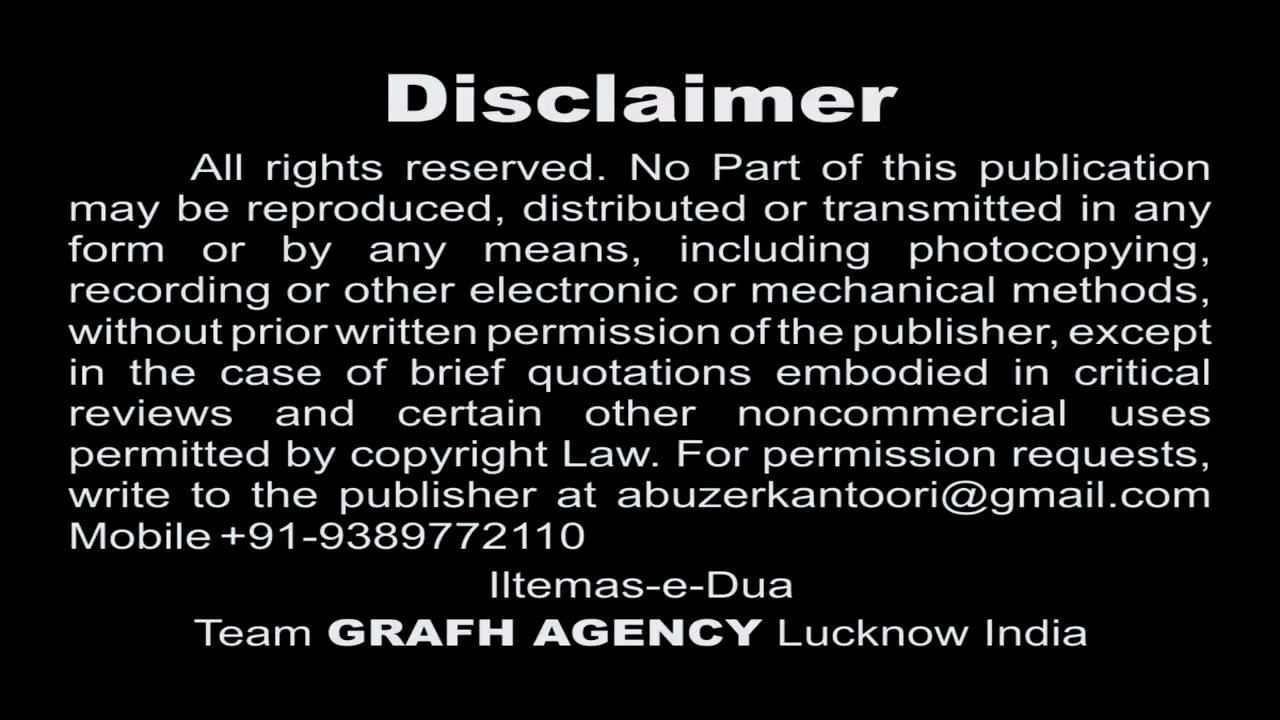 Disclaimer
All rights reserved. No Part of this publication
may be reproduced, distributed or transmitted in any
form or by any means, including photocopying,
recording or other electronic or mechanical methods,
without prior written permission of the publisher, except
in the case of brief quotations embodied in critical
reviews and certain other noncommercial uses
permitted by copyright Law. For permission requests,
write to the publisher at abuzerkantoori@gmail.com
Mobile +91-9389772110
Iltemas-e-Dua
Team GRAFH AGENCY Lucknow India